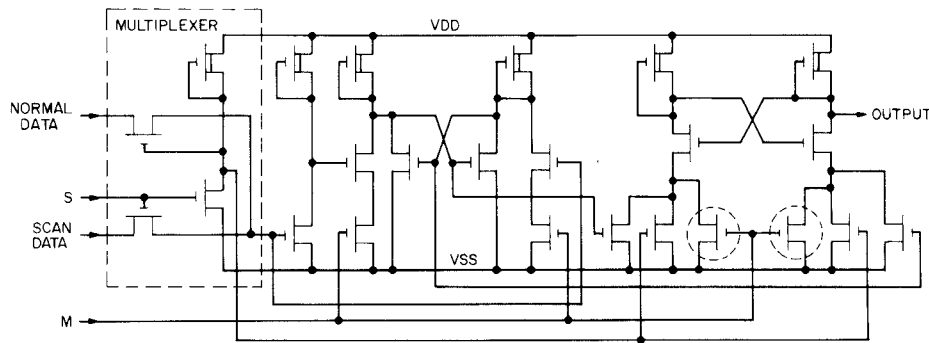 MULTIPLEXER
VDD
NORMAL
DATA
OUTPUT
S
SCAN
DATA
VSS
M